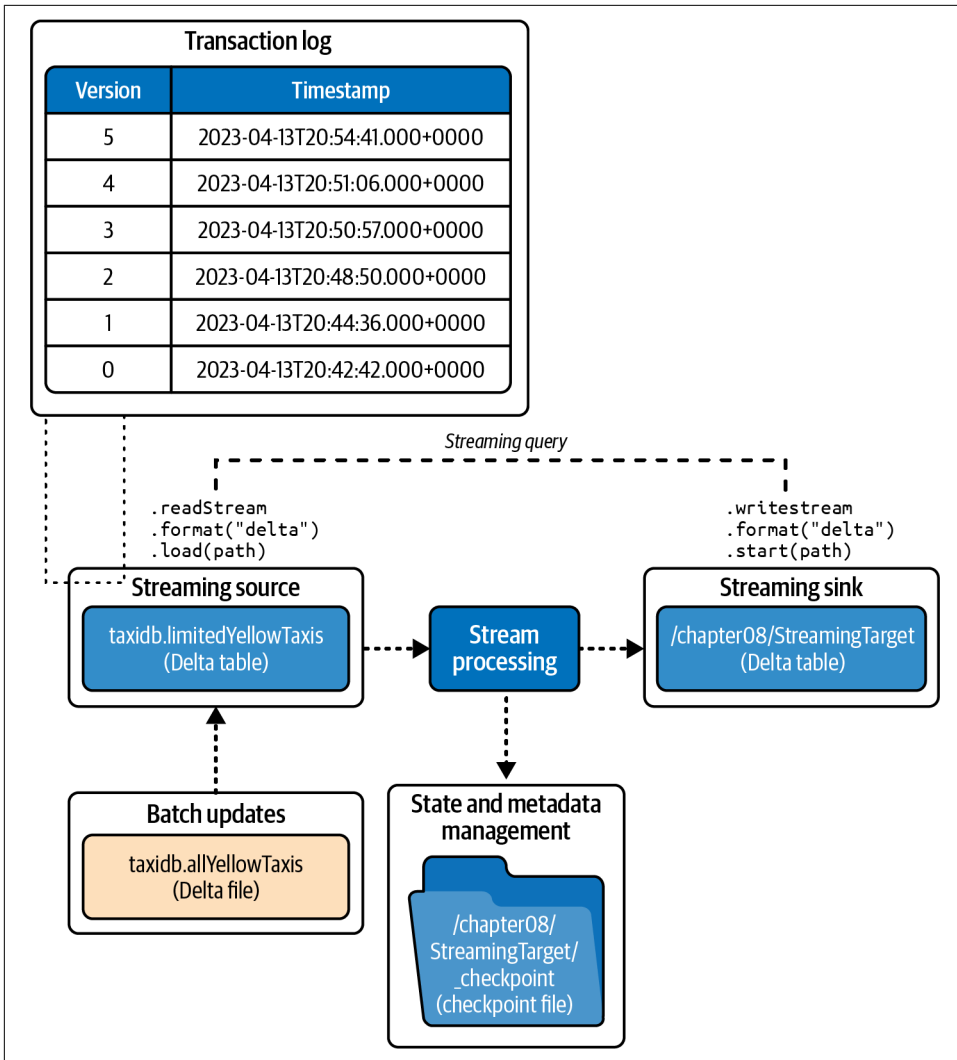 Transaction log
Version Timestamp
5 2023-04-13T20:54:41.000+0000
4 2023-04-13T20:51:06.000+0000
3 2023-04-13T20:50:57.000+0000
2 2023-04-13T20:48:50.000+0000
1 2023-04-13T20:44:36.000+0000
0 2023-04-13T20:42:42.000+0000
Streaming query
.readStream
.format("delta")
.load(path)
.writestream
.format("delta")
.start(path)
Streaming source
taxidb.limitedYellowTaxis
(Delta table)
Stream
processing
Streaming sink
/chapter08/StreamingTarget
(Delta table)
Batch updates
taxidb.allYellowTaxis
(Delta file)
State and metadata
management
/chapter08/
StreamingTarget/
_checkpoint
(checkpoint file)